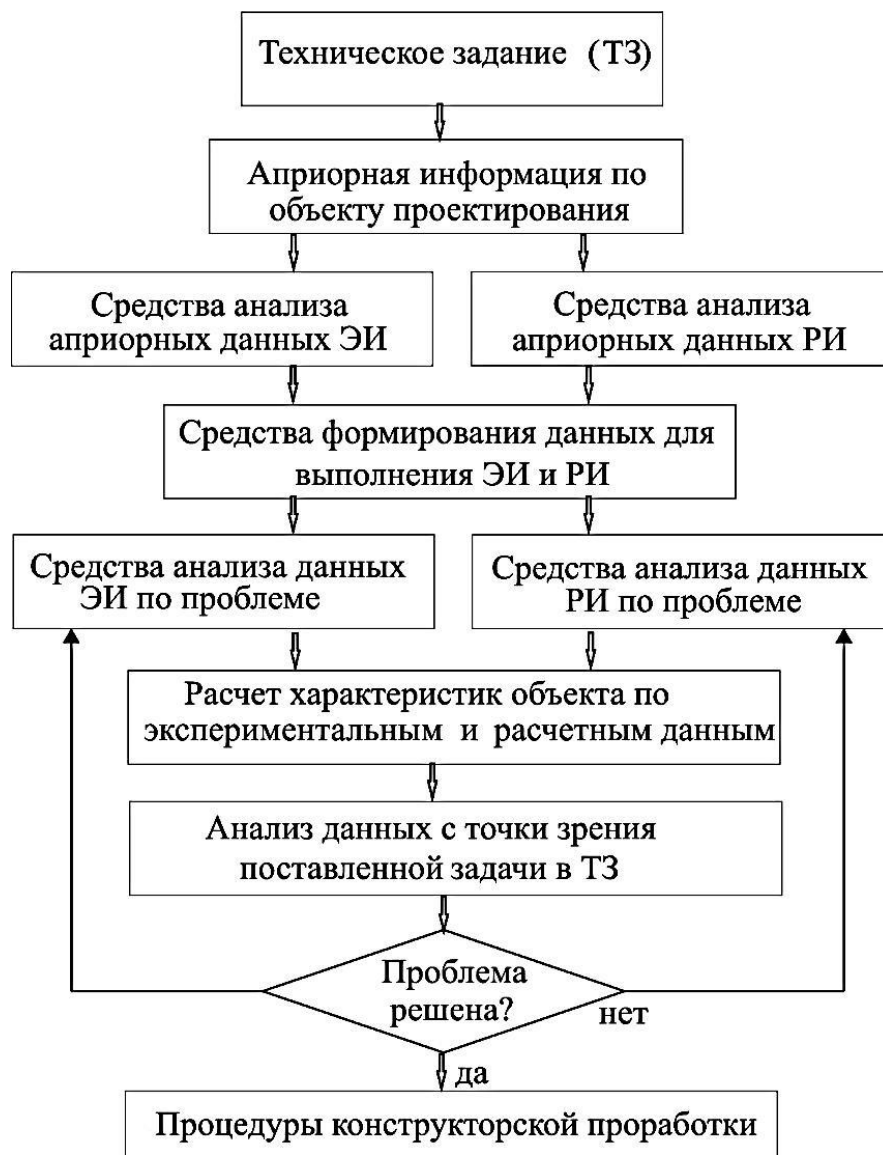 Техническое задание (ТЗ)
Априорная информация по
объекту проектирования
Средства анализа
априорных данных ЭИ
Средства анализа
априорных данных РИ
Средства формирования данных для
выполнения ЭИ и РИ
Средства анализа данных
ЭИ по проблеме
Средства анализа данных
РИ по проблеме
Расчет характеристик объекта по
экспериментальным и расчетным данным
Анализ данных с точки зрения
поставленной задачи в ТЗ
Проблема
решена?
нет
да
Процедуры конструкторской проработки